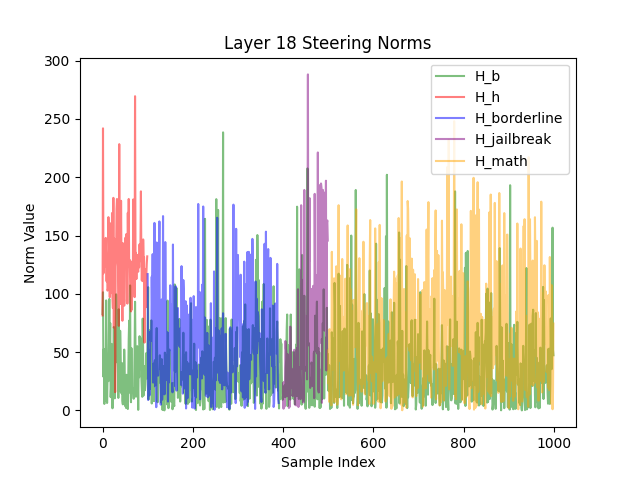 Layer 18 Steering Norms
300
250
200
150
100
50
0
Norm Value
H_b
H_h
H_borderline
H_jailbreak
H_math
0
200
400
600
800
1000
Sample Index